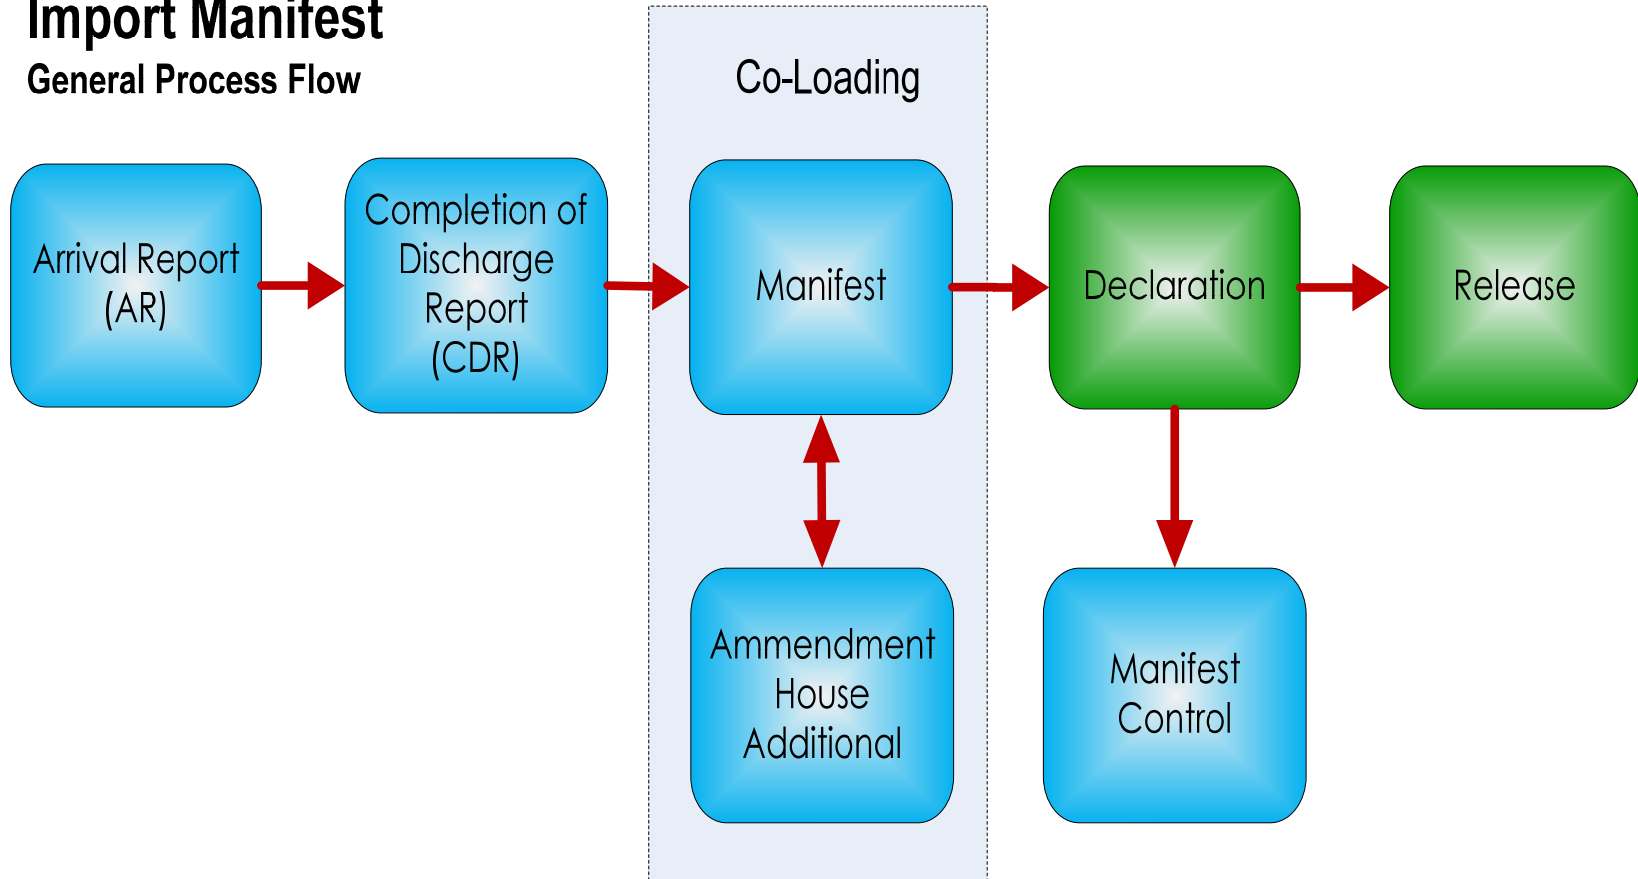 Import Manifest
General Process Flow
Co-Loading
Arrival Report
(AR)
Completion of
Discharge
Report
(CDR)
Manifest
Declaration
Release
Ammendment
House
Additional
Manifest
Control